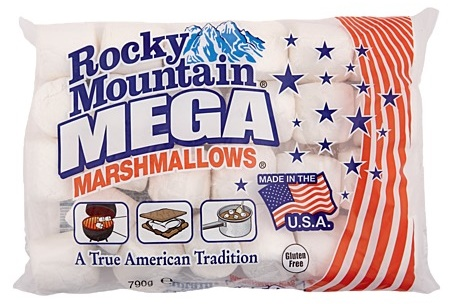 Rocky
Mountain
MEGA®
MARSHMALLOWS®
MADE IN THE
U.S.A.
A True American Tradition
Gluten
Free
790g e